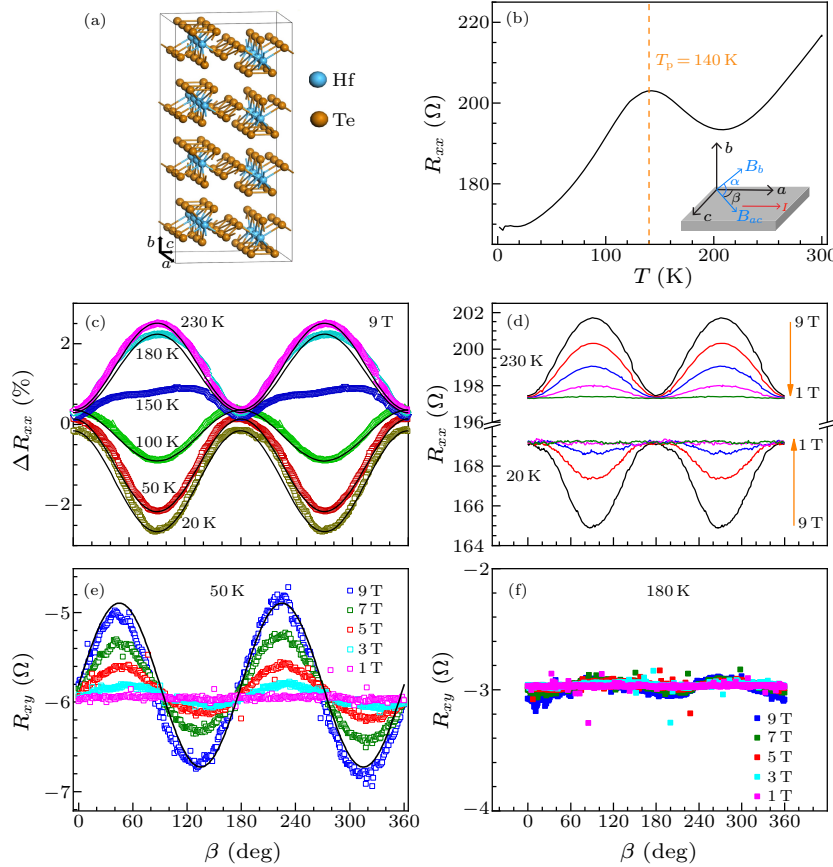 (a)
Hf
Te
b
c
a
(b)
T_p = 140 K
R_xx (Ω)
220
200
180
0
100
200
300
T (K)
b
B_b
α
a
β
I
c
B_ac
(c)
230 K
9 T
180 K
150 K
100 K
50 K
20 K
ΔR_xx (%)
2
0
−2
(d)
9 T
230 K
1 T
1 T
20 K
9 T
R_xx (Ω)
202
200
198
196
168
166
164
(e)
50 K
9 T
7 T
5 T
3 T
1 T
R_xy (Ω)
−5
−6
−7
0
120
240
360
β (deg)
(f)
180 K
9 T
7 T
5 T
3 T
1 T
R_xy (Ω)
−2
−3
−4
0
60
120
180
240
300
360
β (deg)